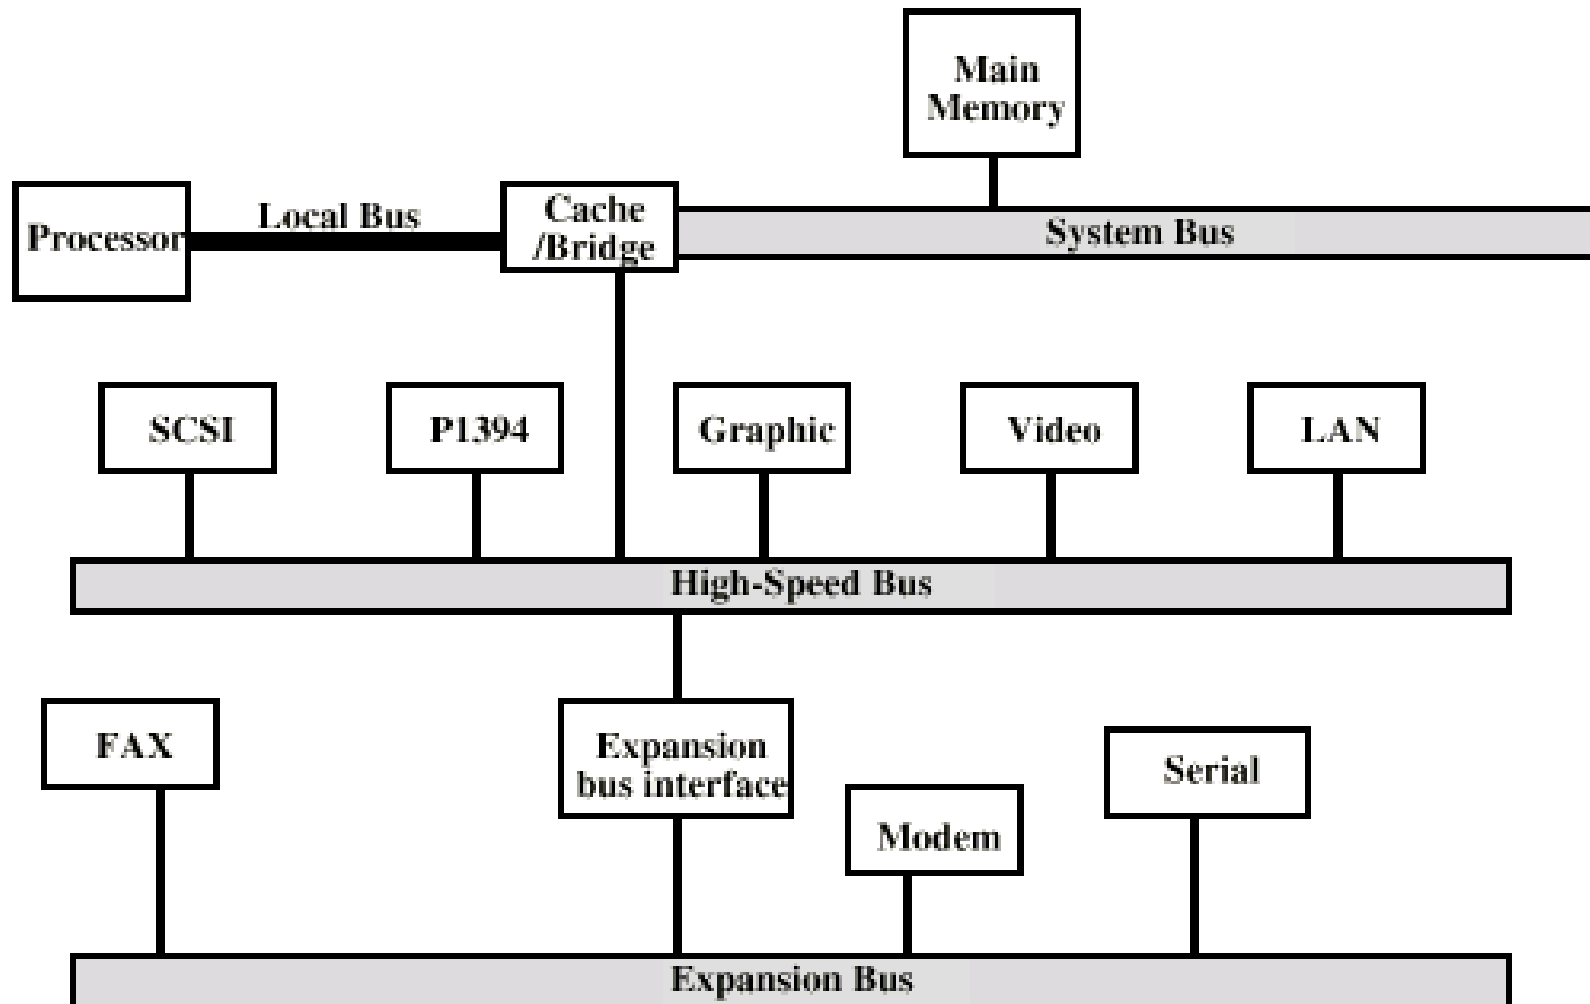 Main
Memory
Processor
Local Bus
Cache
/Bridge
System Bus
SCSI
P1394
Graphic
Video
LAN
High-Speed Bus
FAX
Expansion
bus interface
Modem
Serial
Expansion Bus